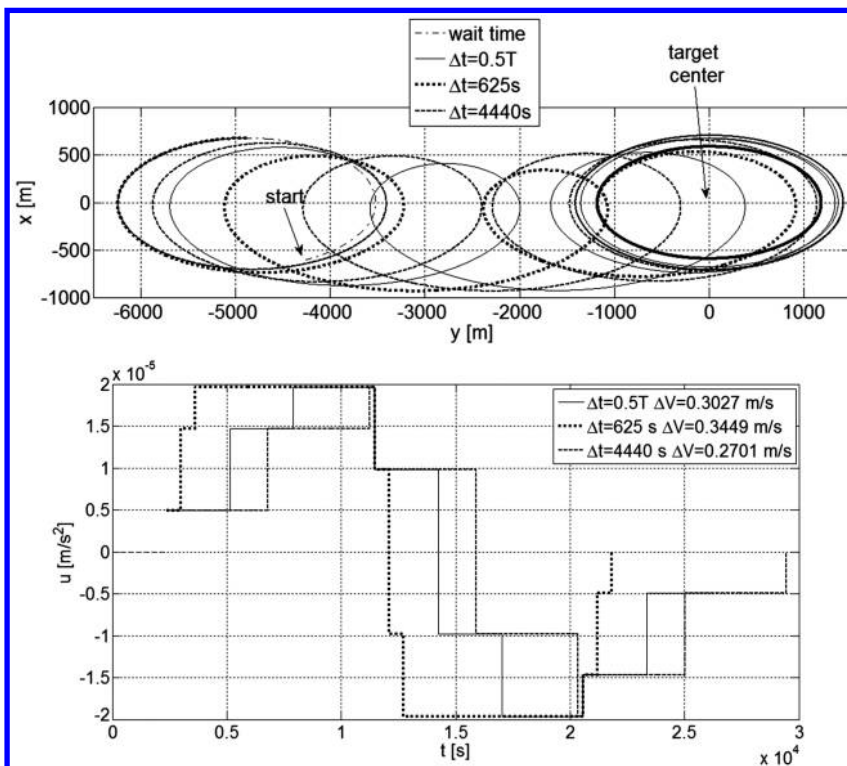 wait time
Δt=0.5T
Δt=625s
Δt=4440s
target
center
start
1000
500
0
-500
-1000
x [m]
-6000 -5000 -4000 -3000 -2000 -1000 0 1000
y [m]
x 10⁻⁵
Δt=0.5T ΔV=0.3027 m/s
Δt=625 s ΔV=0.3449 m/s
Δt=4440 s ΔV=0.2701 m/s
2
1.5
1
0.5
0
-0.5
-1
-1.5
-2
u [m/s²]
0 0.5 1 1.5 2 2.5 3
t [s]
x 10⁴